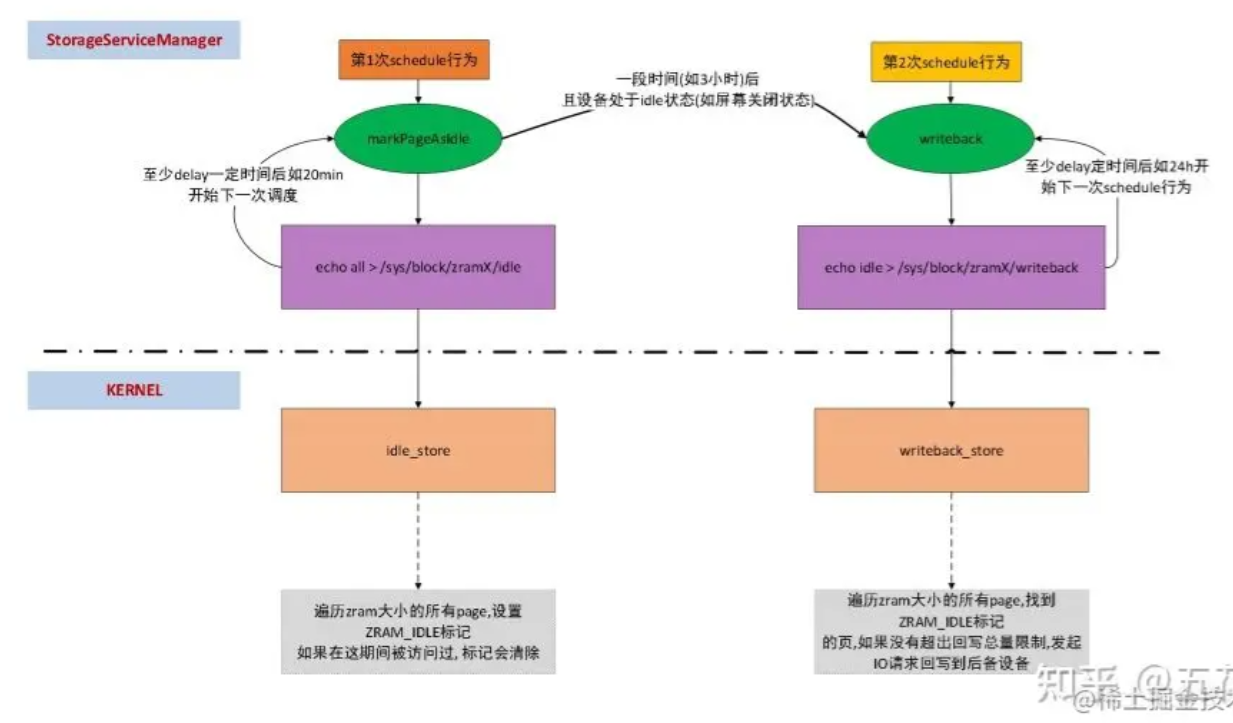 StorageServiceManager
第1次schedule行为
第2次schedule行为
一段时间(如3小时)后
且设备处于idle状态(如屏幕关闭状态)
markPageAsIdle
writeback
至少delay一定时间后如20min
开始下一次调度
至少delay定时间后如24h开
始下一次schedule行为
echo all > /sys/block/zramX/idle
echo idle > /sys/block/zramX/writeback
KERNEL
idle_store
writeback_store
遍历zram大小的所有page,设置
ZRAM_IDLE标记
如果在这期间被访问过, 标记会清除
遍历zram大小的所有page,找到
ZRAM_IDLE标记
的页,如果没有超出回写总量限制,发起
IO请求回写到后备设备
知乎 @五花
@稀土掘金技术